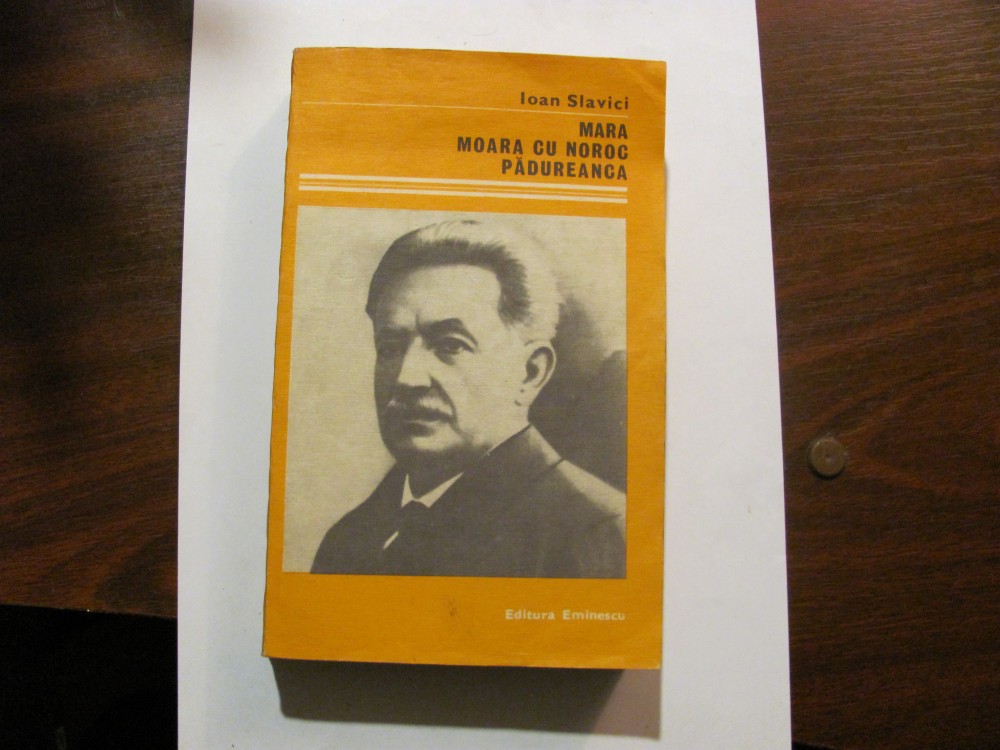 Ioan Slavici
MARA
MOARA CU NOROC
PĂDUREANCA
Editura Eminescu